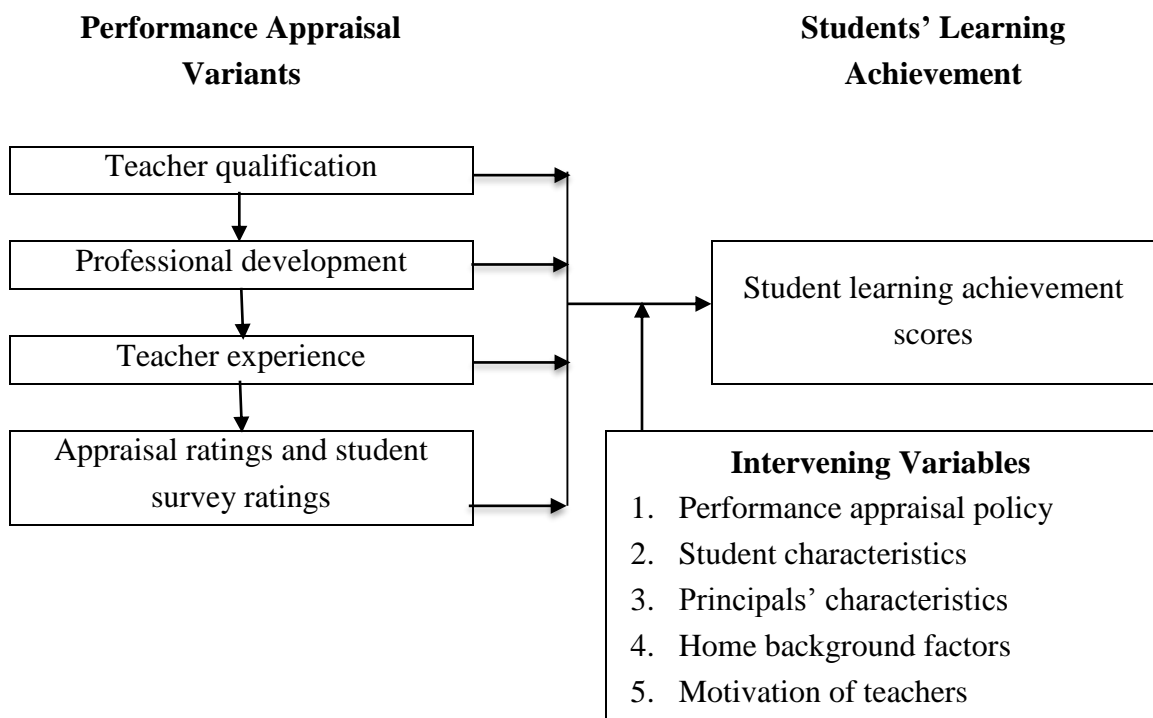 Performance Appraisal
Variants
Students’ Learning
Achievement
Teacher qualification
Professional development
Teacher experience
Appraisal ratings and student
survey ratings
Student learning achievement
scores
Intervening Variables
1. Performance appraisal policy
2. Student characteristics
3. Principals’ characteristics
4. Home background factors
5. Motivation of teachers